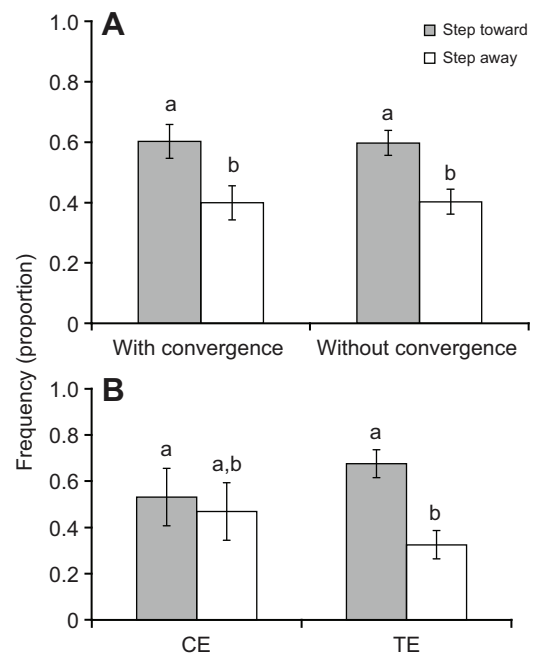 A
1.0
Step toward
Step away
0.8
a
a
0.6
b
b
0.4
0.2
0
With convergence
Without convergence
Frequency (proportion)
B
1.0
0.8
a
a,b
a
0.6
b
0.4
0.2
0
CE
TE